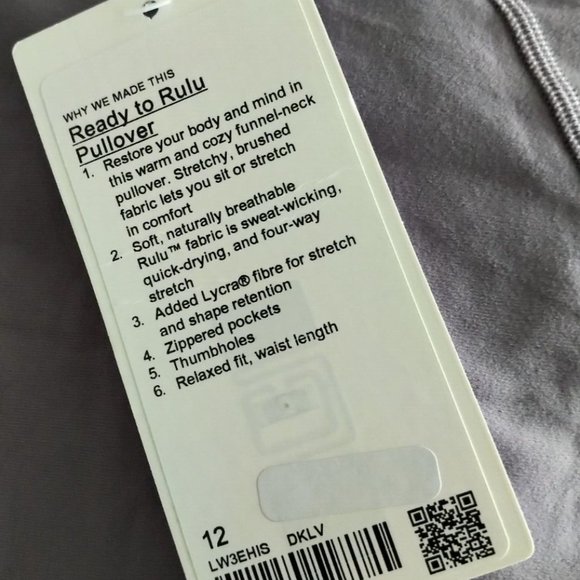 WHY WE MADE THIS
Ready to Rulu
Pullover
1. Restore your body and mind in
this warm and cozy funnel-neck
pullover. Stretchy, brushed
fabric lets you sit or stretch
in comfort
2. Soft, naturally breathable
Rulu™ fabric is sweat-wicking,
quick-drying, and four-way
stretch
3. Added Lycra® fibre for stretch
and shape retention
4. Zippered pockets
5. Thumbholes
6. Relaxed fit, waist length
12
LW3EHIS DKLV